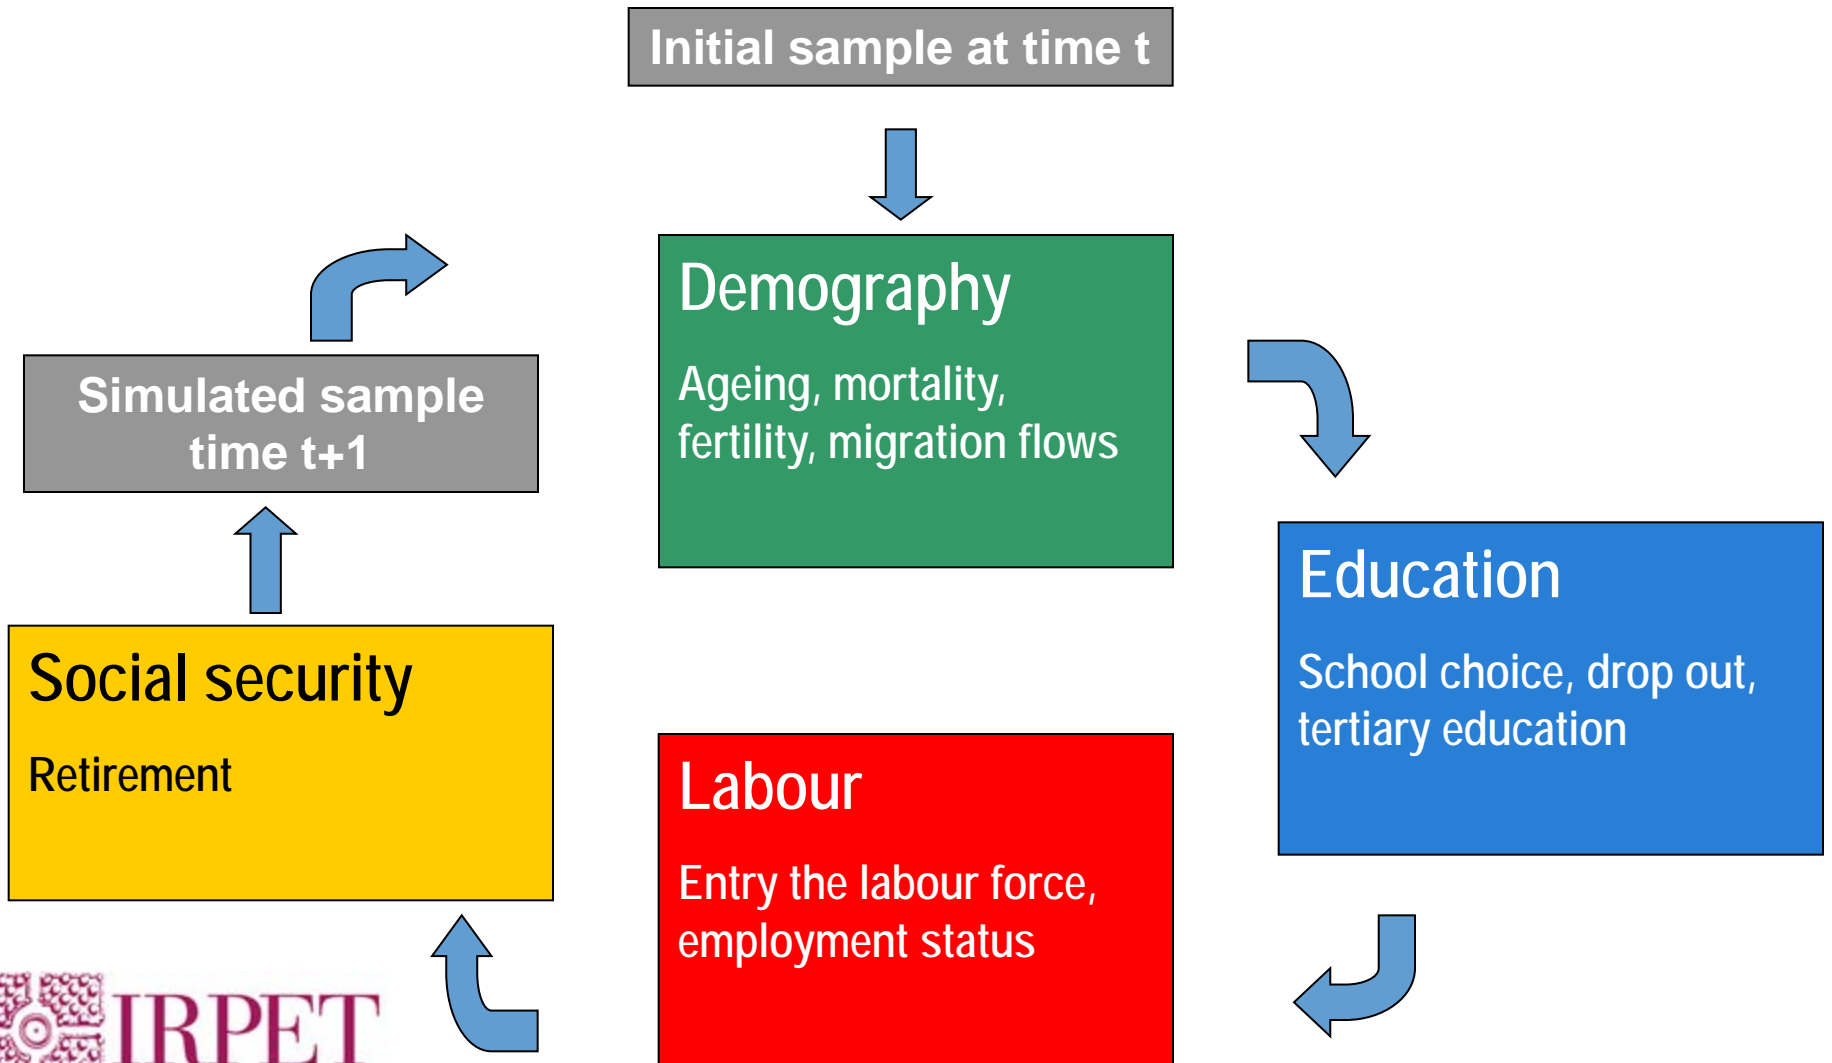 Initial sample at time t
Demography
Ageing, mortality,
fertility, migration flows
Simulated sample
time t+1
Education
School choice, drop out,
tertiary education
Social security
Retirement
Labour
Entry the labour force,
employment status
IRPET